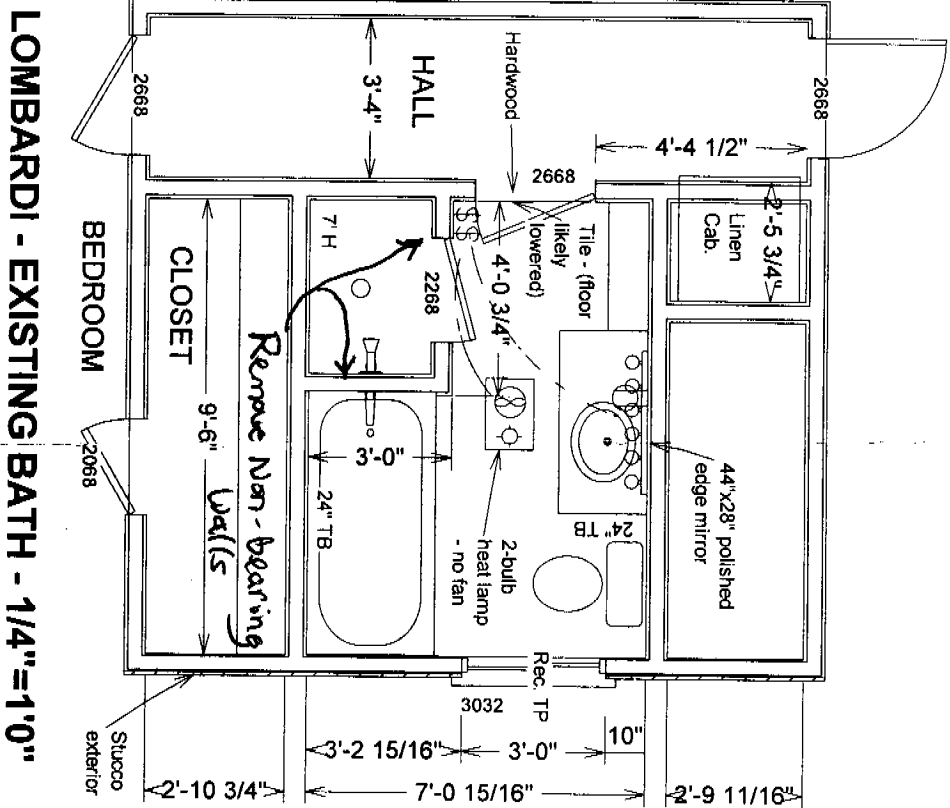 LOMBARDI - EXISTING BATH - 1/4"=1'0"
BEDROOM
CLOSET
9'-6"
2068
2668
HALL
3'-4"
Hardwood
2668
4'-4 1/2"
2668
2'-5 3/4"
Linen
Cab.
Tile - (floor
likely
lowered)
4'-0 3/4"
SS
7' H
2268
Remove Non-bearing
Walls
3'-0"
24" TB
2-bulb
heat lamp
- no fan
24" TB
44"x28" polished
edge mirror
Rec. TP
3032
Stucco
exterior
2'-10 3/4"
3'-2 15/16"
3'-0"
10"
7'-0 15/16"
2'-9 11/16"